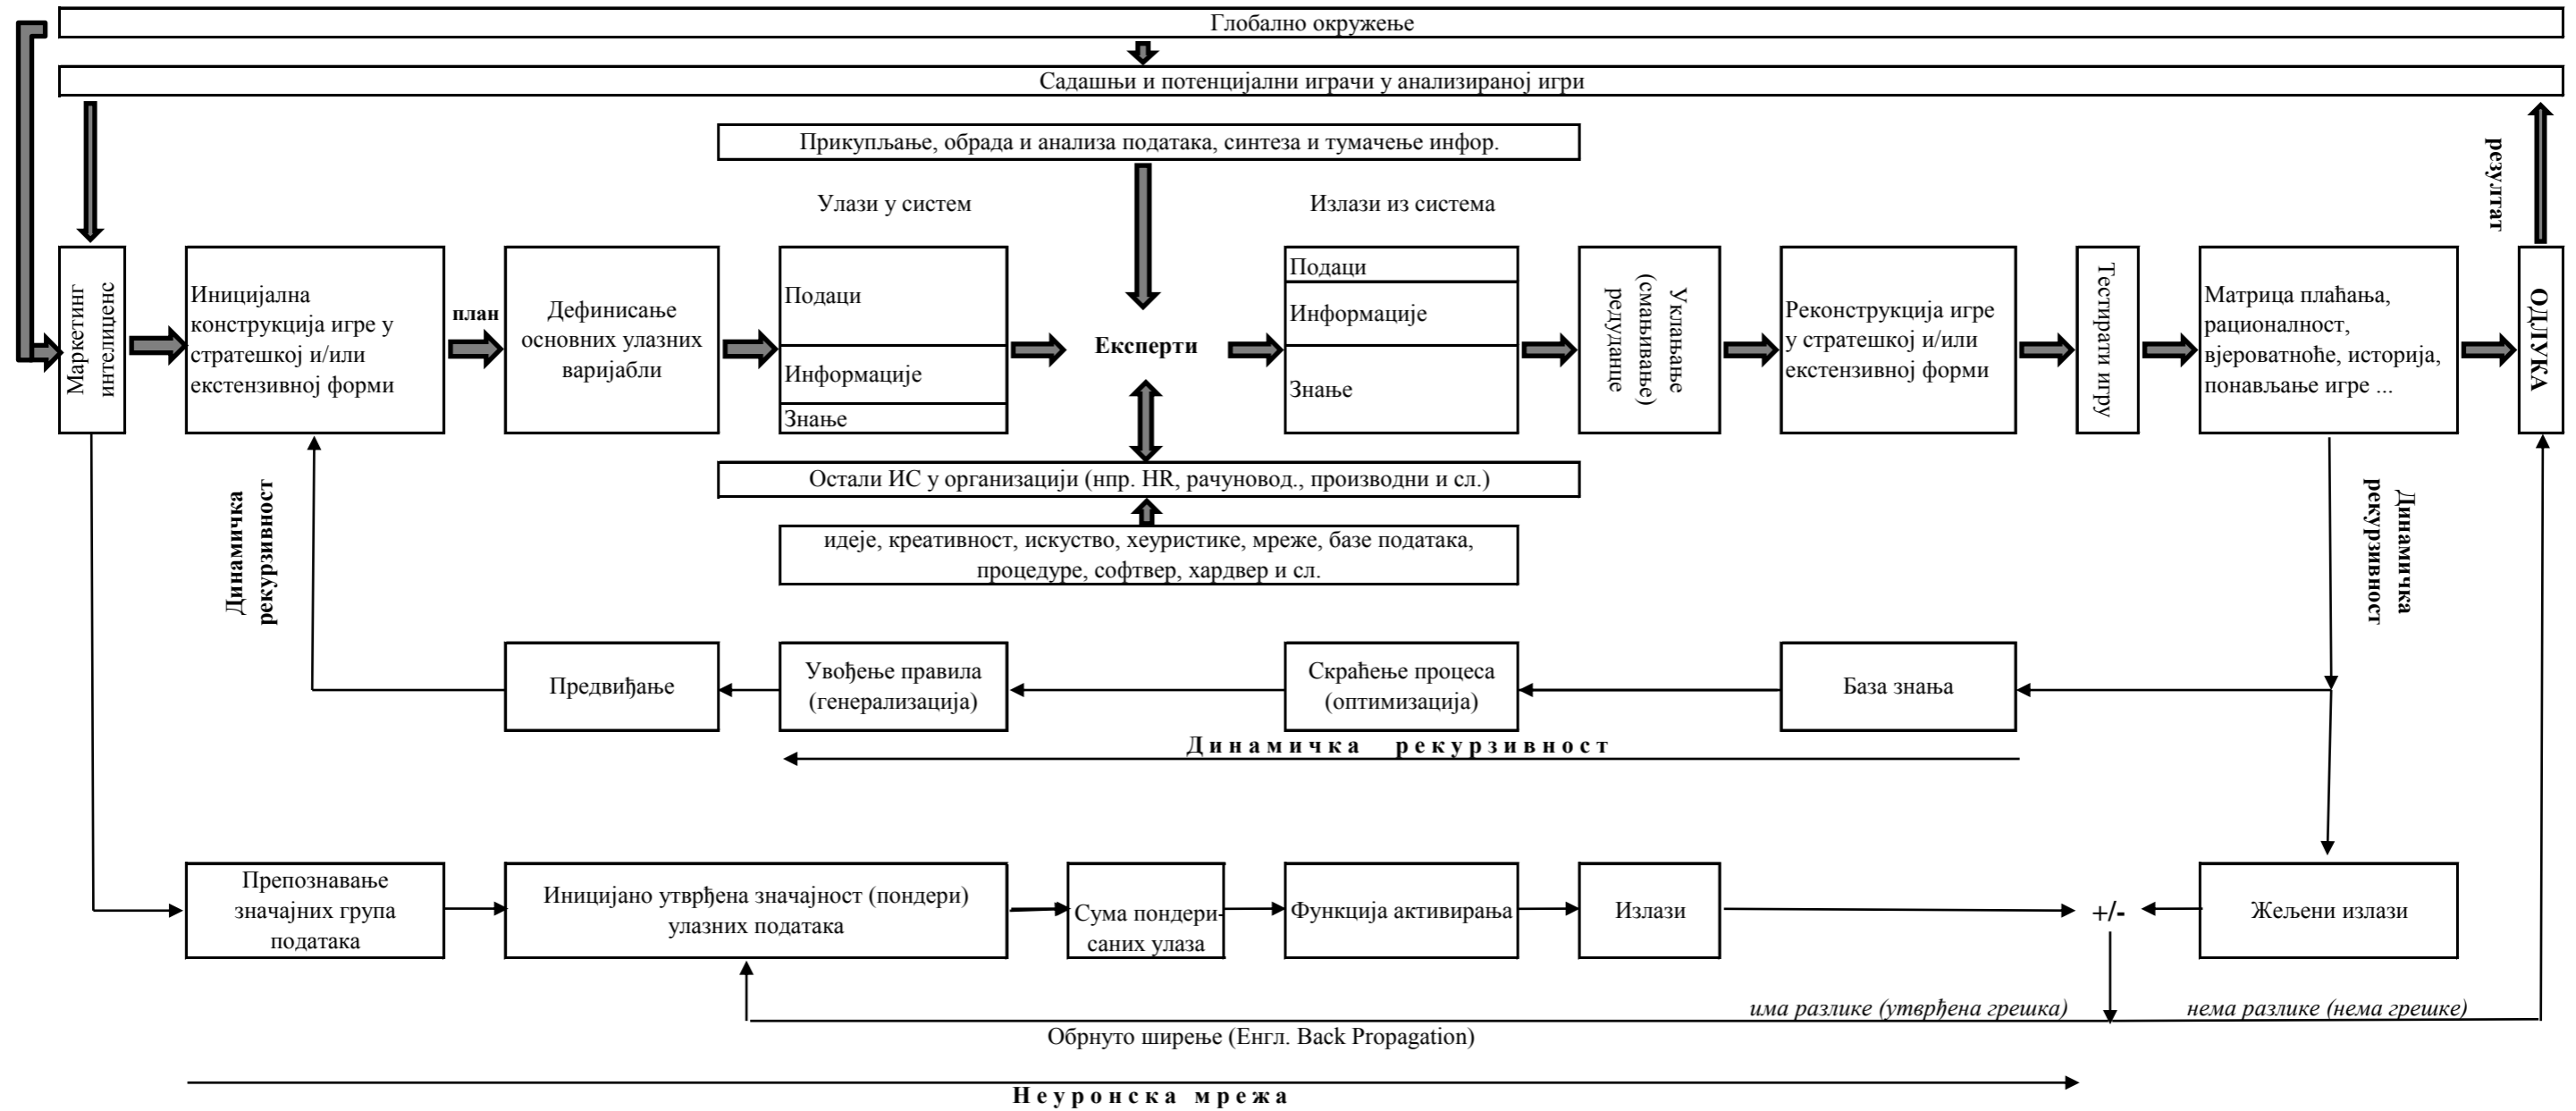 Глобално окружење
Садашњи и потенцијални играчи у анализираној игри
Прикупљање, обрада и анализа података, синтеза и тумачење инфор.
резултат
Улази у систем
Излази из система
Маркетинг
интелиџенс
Иницијална
конструкција игре у
стратешкој и/или
екстензивној форми
план
Дефинисање
основних улазних
варијабли
Подаци
Информације
Знање
Експерти
Подаци
Информације
Знање
Уклањање
(смањивање)
редуданце
Реконструкција игре
у стратешкој и/или
екстензивној форми
Тестирати игру
Матрица плаћања,
рационалност,
вјероватноће, историја,
понављање игре ...
ОДЛУКА
Остали ИС у организацији (нпр. HR, рачуновод., производни и сл.)
идеје, креативност, искуство, хеуристике, мреже, базе података,
процедуре, софтвер, хардвер и сл.
Динамичка
рекурзивност
Динамичка
рекурзивност
Предвиђање
Увођење правила
(генерализација)
Скраћење процеса
(оптимизација)
База знања
Динамичка рекурзивност
Препознавање
значајних група
података
Иницијано утврђена значајност (пондери)
улазних података
Сума пондери-
саних улаза
Функција активирања
Излази
+/-
Жељени излази
има разлике (утврђена грешка)
нема разлике (нема грешке)
Обрнуто ширење (Енгл. Back Propagation)
Неуронска мрежа